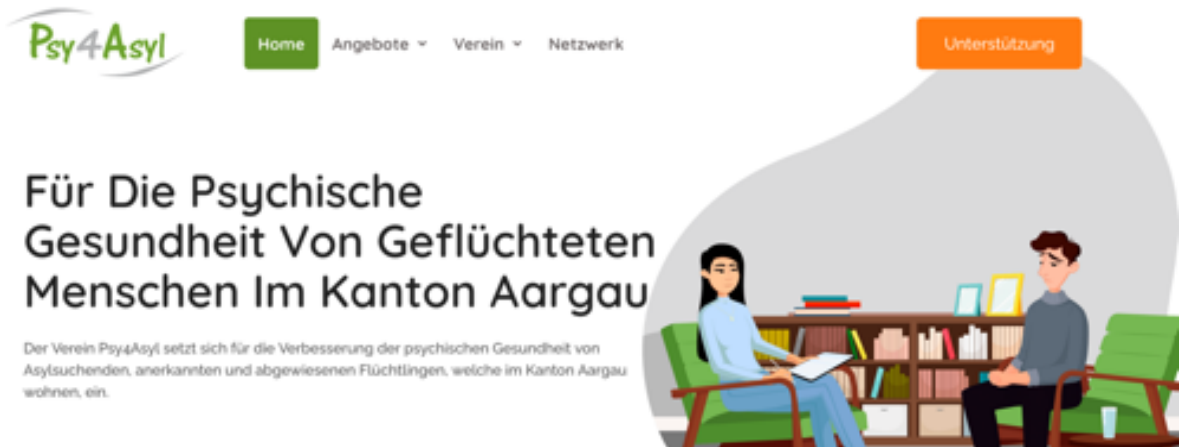 Psy4Asyl
Home
Angebote
Verein
Netzwerk
Unterstützung
Für Die Psychische
Gesundheit Von Geflüchteten
Menschen Im Kanton Aargau
Der Verein Psy4Asyl setzt sich für die Verbesserung der psychischen Gesundheit von
Asylsuchenden, anerkannten und abgewiesenen Flüchtlingen, welche im Kanton Aargau
wohnen, ein.